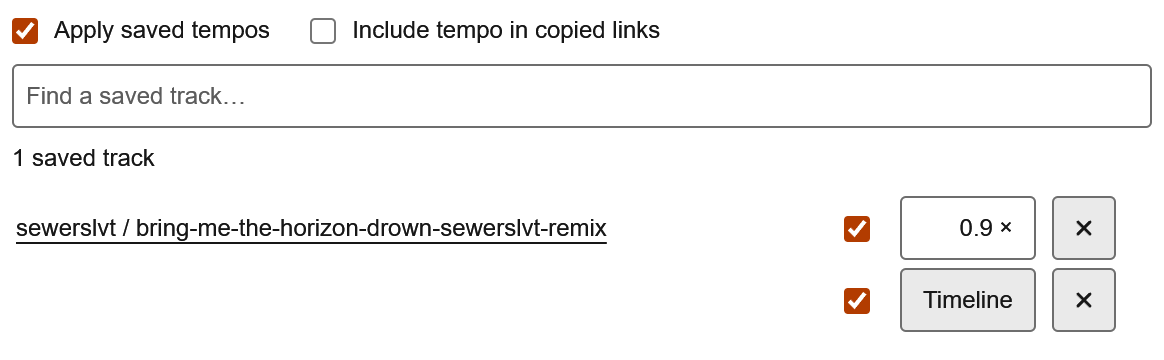 Apply saved tempos Include tempo in copied links
Find a saved track…
1 saved track
sewerslvt / bring-me-the-horizon-drown-sewerslvt-remix 0.9 × ×
Timeline ×